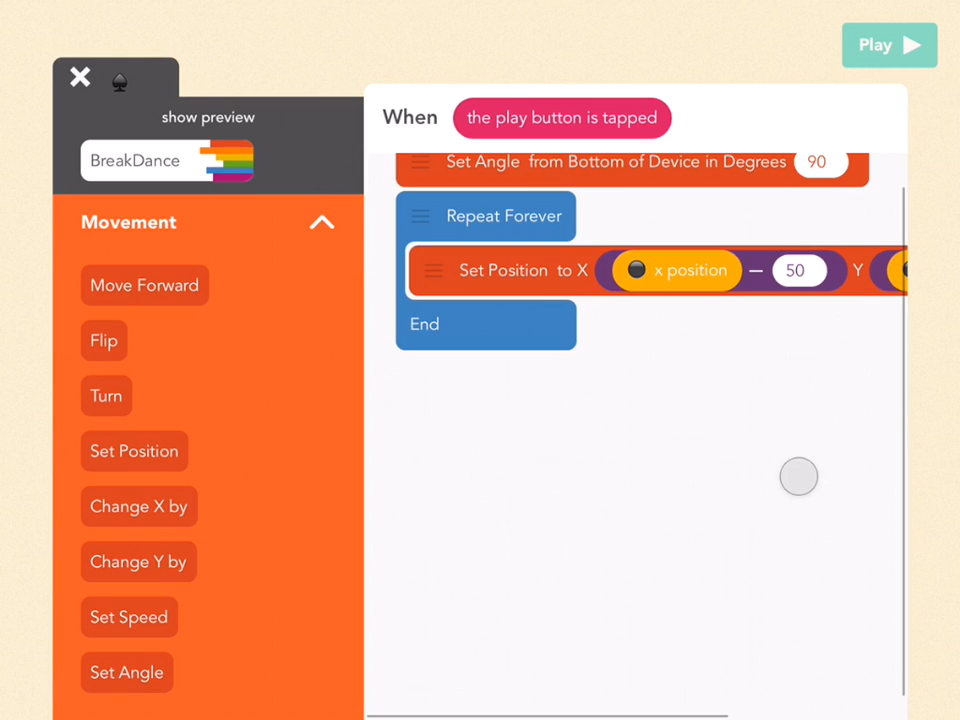 Play
show preview
BreakDance
When the play button is tapped
Set Angle from Bottom of Device in Degrees 90
Repeat Forever
Set Position to X x position − 50 Y
End
Movement
Move Forward
Flip
Turn
Set Position
Change X by
Change Y by
Set Speed
Set Angle